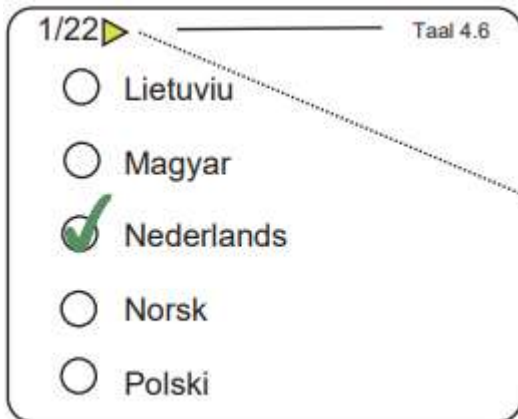 1/22 Taal 4.6
Lietuviu
Magyar
Nederlands
Norsk
Polski